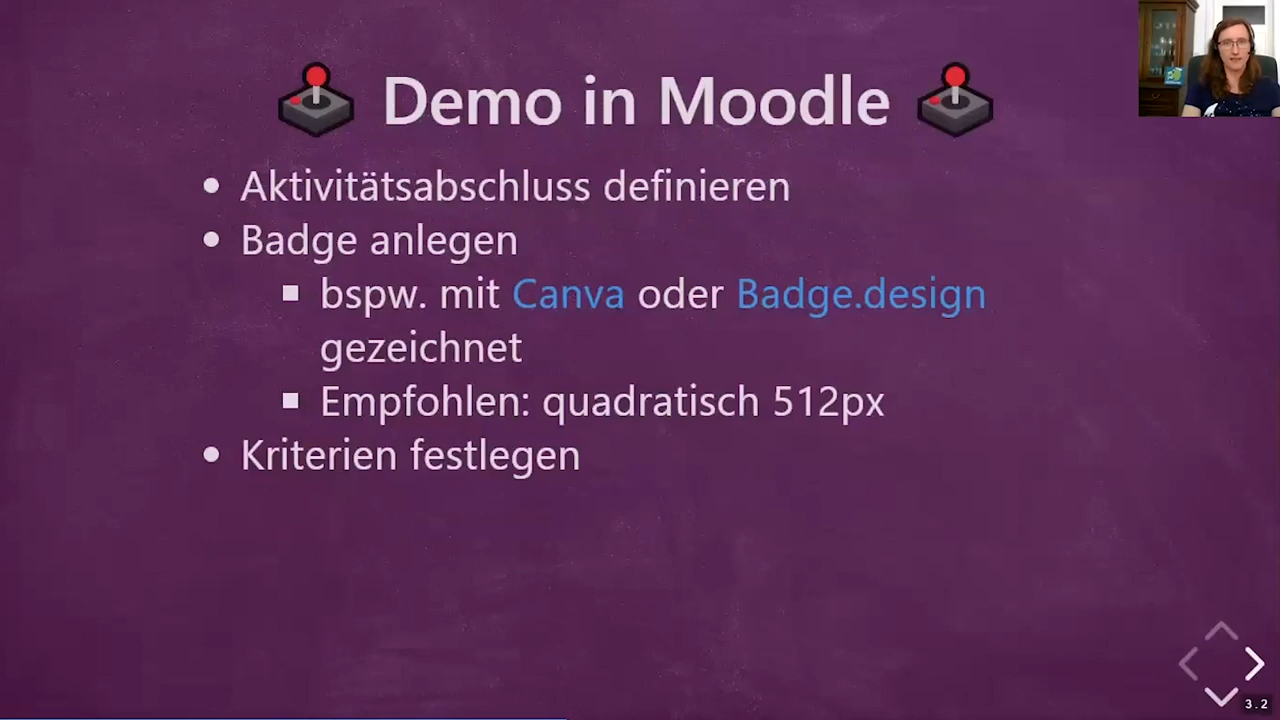 Demo in Moodle
Aktivitätsabschluss definieren
Badge anlegen
bspw. mit Canva oder Badge.design
gezeichnet
Empfohlen: quadratisch 512px
Kriterien festlegen
3.2